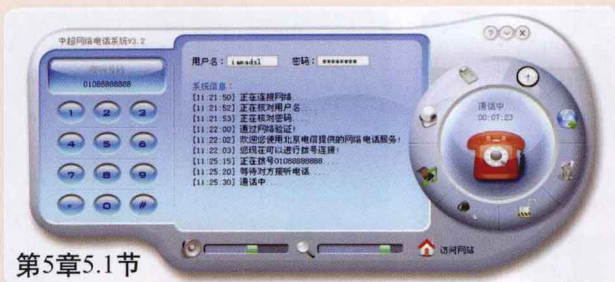 中超网络电话系统V3.2
01088888888
1 2 3
4 5 6
7 8 9
0 #
用户名： iamadsl 密码： ********
系统信息：
[11:21:50] 正在连接网络...
[11:21:52] 正在核对用户名...
[11:21:53] 正在核对密码...
[11:22:00] 通过网络验证!
[11:22:02] 欢迎您使用北京电信提供的网络电话服务!
[11:22:03] 您现在可以进行拨号连接!
[11:25:15] 正在拨号01088888888...
[11:25:20] 等待对方接听电话...
[11:25:30] 通话中...
通话中...
00:07:23
访问网站
第5章5.1节